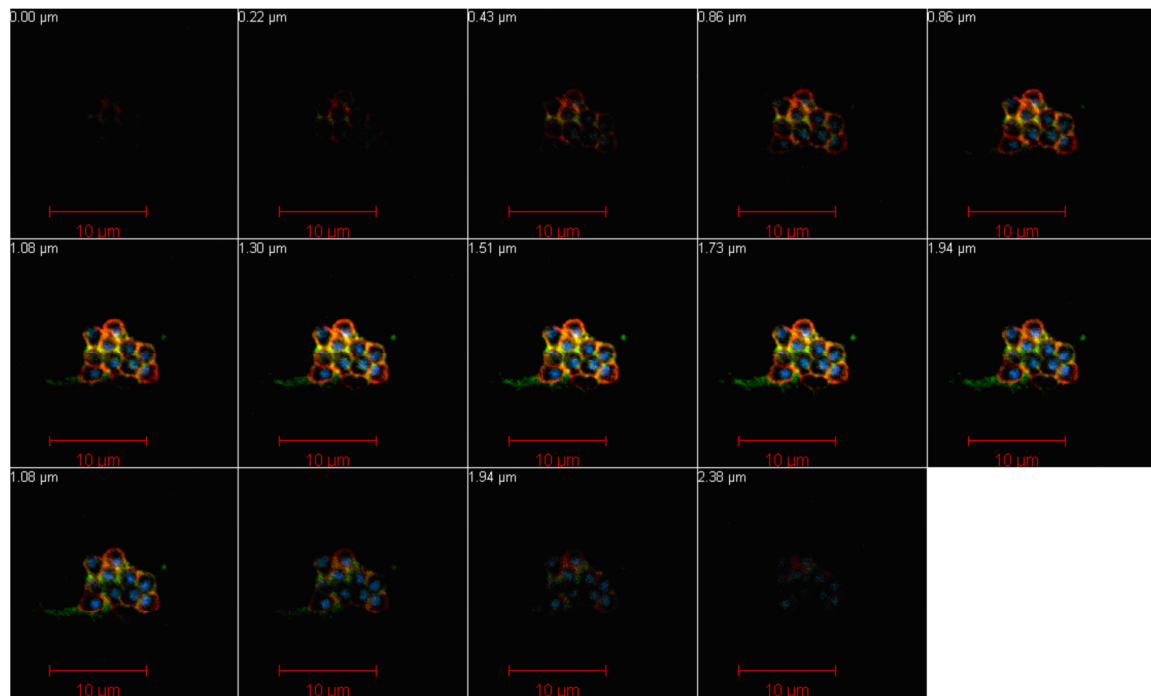 0.00 µm 0.22 µm 0.43 µm 0.86 µm 0.86 µm
10 µm 10 µm 10 µm 10 µm 10 µm
1.08 µm 1.30 µm 1.51 µm 1.73 µm 1.94 µm
10 µm 10 µm 10 µm 10 µm 10 µm
1.08 µm 1.94 µm 2.38 µm
10 µm 10 µm 10 µm 10 µm